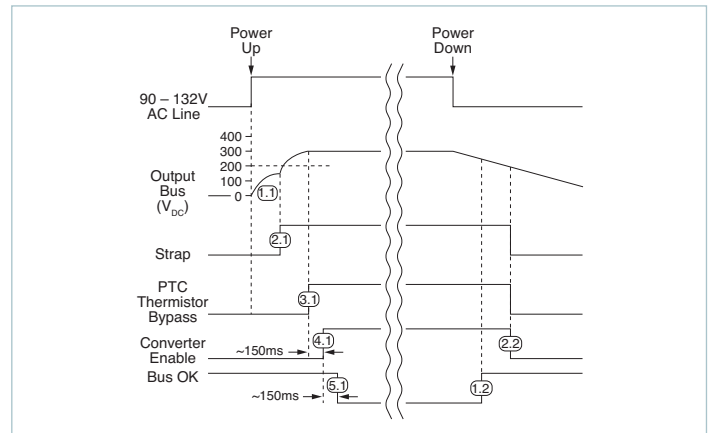 Power
Up
Power
Down
90 – 132V
AC Line
400
300
200
100
0
Output
Bus
(VDC)
1.1
Strap
2.1
PTC
Thermistor
Bypass
3.1
Converter
Enable
4.1
2.2
~150ms
Bus OK
5.1
1.2
~150ms